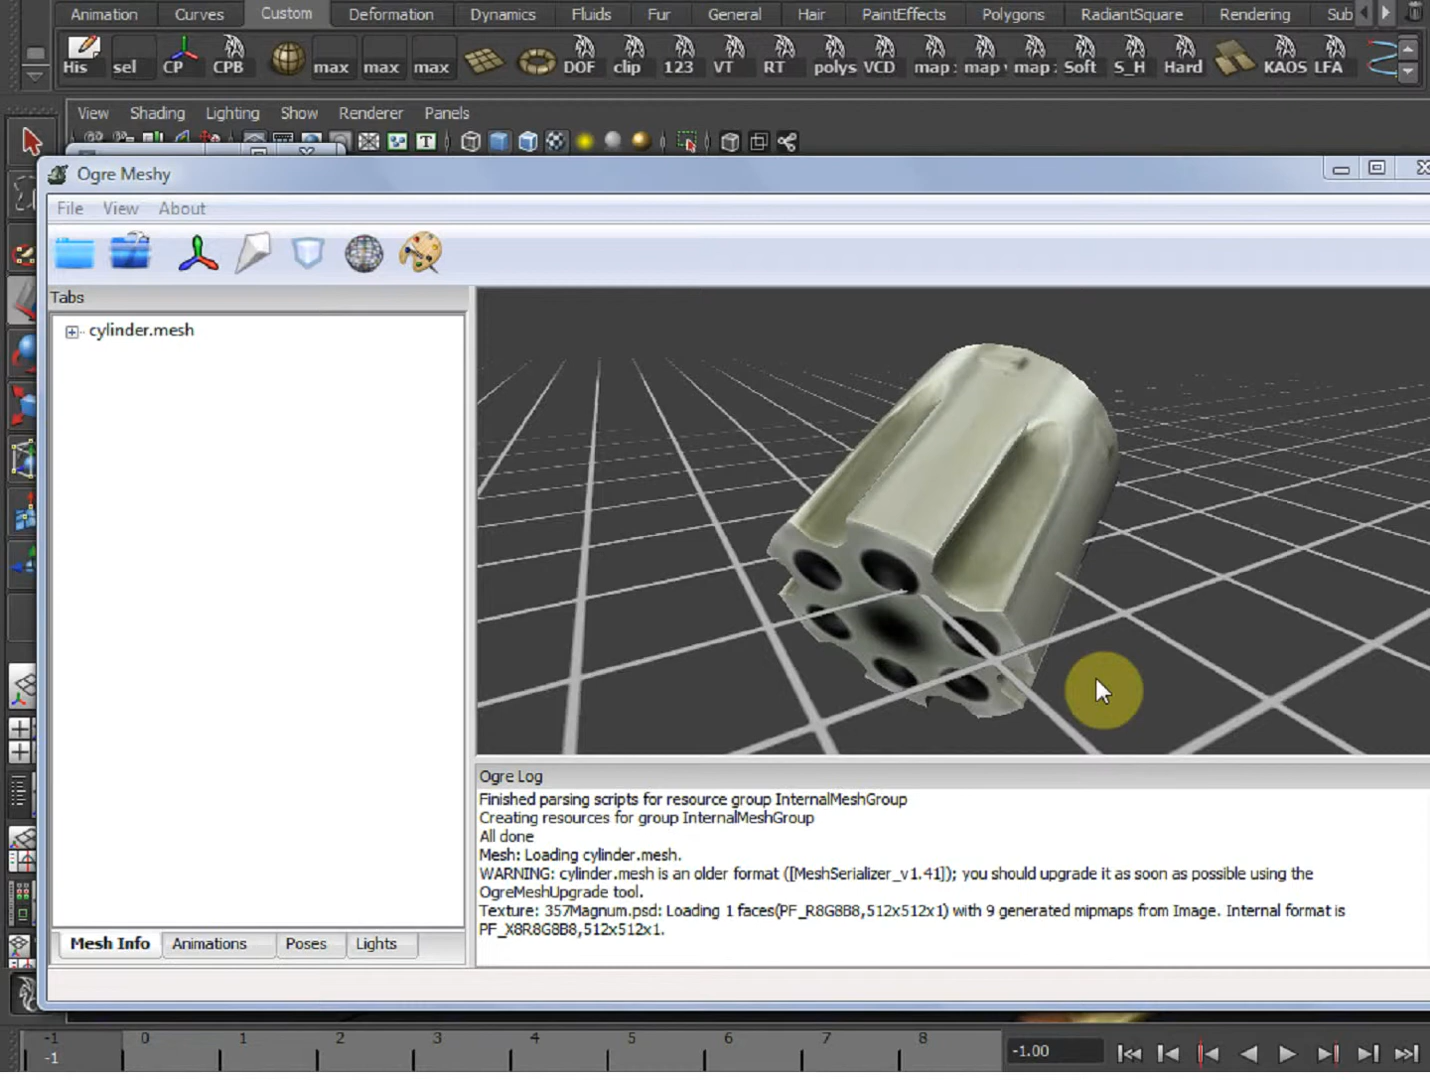 Animation Curves Custom Deformation Dynamics Fluids Fur General Hair PaintEffects Polygons RadiantSquare Rendering Sub
His sel CP CPB max max max DOF clip 123 VT RT polys VCD map map map Soft S_H Hard KAOS LFA
View Shading Lighting Show Renderer Panels
T
Ogre Meshy
File View About
Tabs
cylinder.mesh
Ogre Log
Finished parsing scripts for resource group InternalMeshGroup
Creating resources for group InternalMeshGroup
All done
Mesh: Loading cylinder.mesh.
WARNING: cylinder.mesh is an older format ([MeshSerializer_v1.41]); you should upgrade it as soon as possible using the
OgreMeshUpgrade tool.
Texture: 357Magnum.psd: Loading 1 faces(PF_R8G8B8,512x512x1) with 9 generated mipmaps from Image. Internal format is
PF_X8R8G8B8,512x512x1.
Mesh Info Animations Poses Lights
-1 0 1 2 3 4 5 6 7 8
-1
-1.00